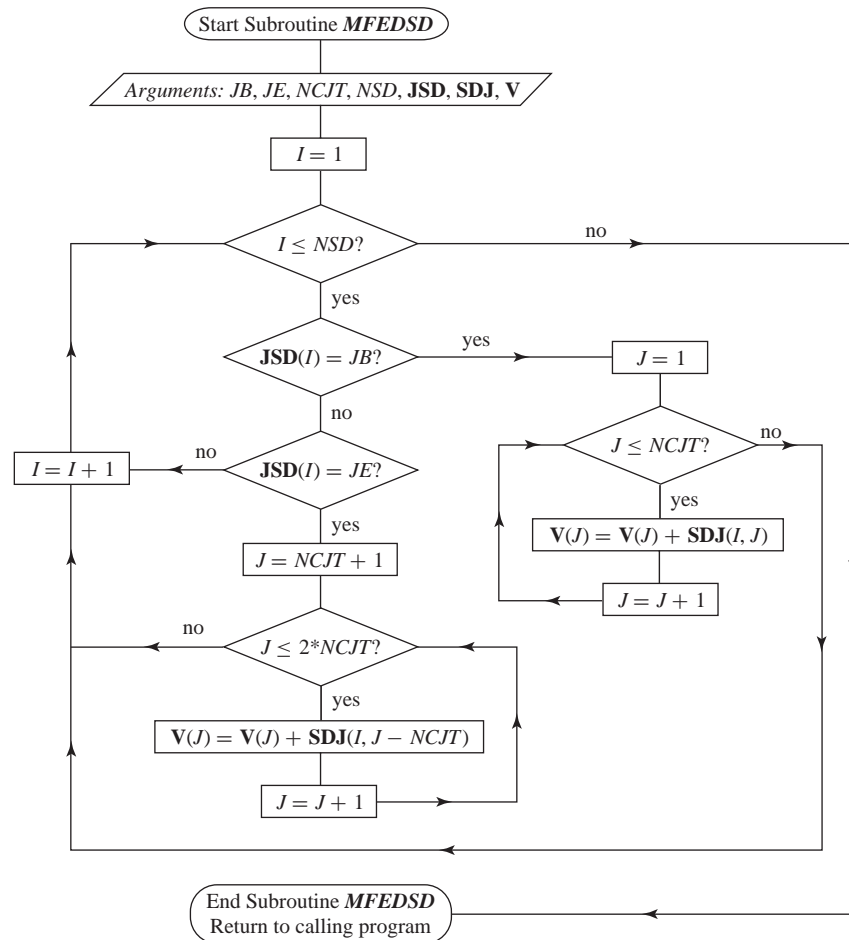 Start Subroutine MFEDSD
Arguments: JB, JE, NCJT, NSD, JSD, SDJ, V
I = 1
I ≤ NSD?
no
yes
JSD(I) = JB?
yes
J = 1
no
J ≤ NCJT?
no
I = I + 1
no
JSD(I) = JE?
yes
yes
V(J) = V(J) + SDJ(I, J)
J = NCJT + 1
J = J + 1
no
J ≤ 2*NCJT?
yes
V(J) = V(J) + SDJ(I, J − NCJT)
J = J + 1
End Subroutine MFEDSD
Return to calling program